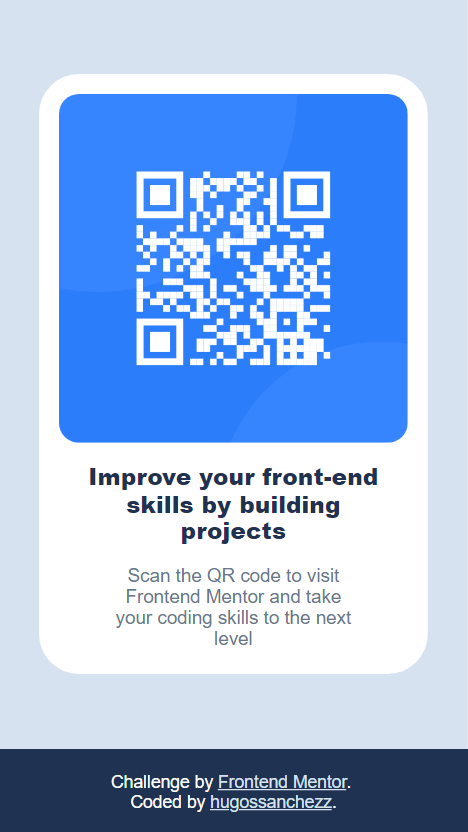 Improve your front-end
skills by building
projects
Scan the QR code to visit
Frontend Mentor and take
your coding skills to the next
level
Challenge by Frontend Mentor.
Coded by hugossanchezz.